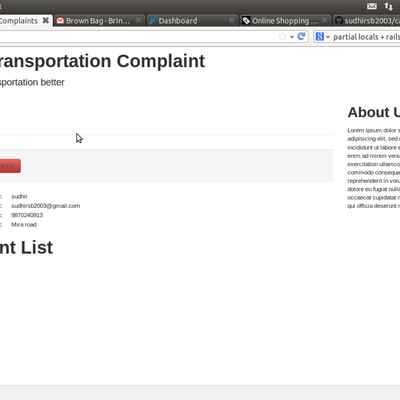 Complaints
Brown Bag - Brin...
Dashboard
Online Shopping ...
sudhirsb2003/ca
partial locals + rails
ransportation Complaint
sportation better
About U
Lorem ipsum dolor s
adipisicing elit, sed
incididunt ut labore e
enim ad minim veni
exercitation ullamco
commodo consequa
reprehenderit in volu
dolore eu fugiat nulla
occaecat cupidatat n
qui officia deserunt m
: sudhir
: sudhirsb2003@gmail.com
: 9870240913
: Mira road
nt List